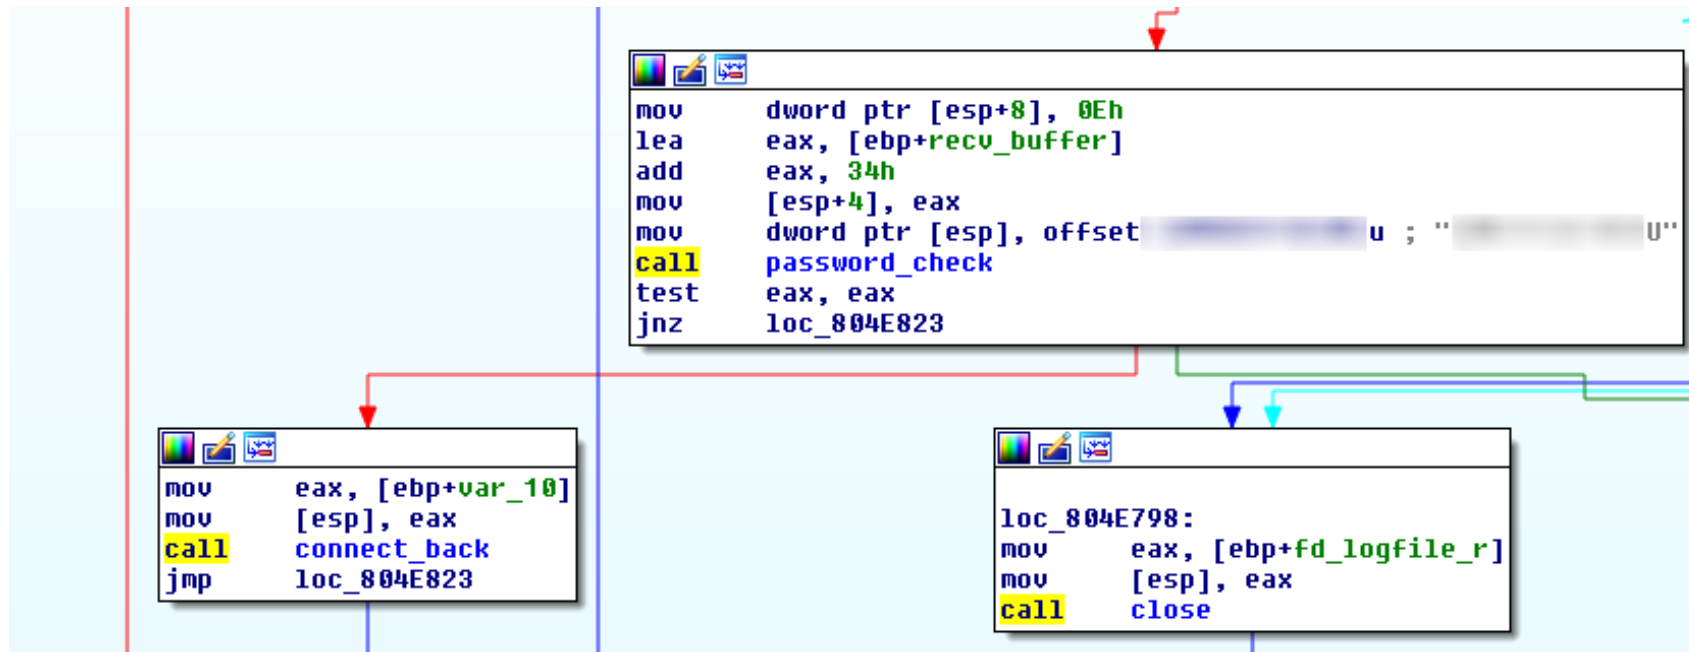 mov dword ptr [esp+8], 0Eh
lea eax, [ebp+recv_buffer]
add eax, 34h
mov [esp+4], eax
mov dword ptr [esp], offset u ; " U"
call password_check
test eax, eax
jnz loc_804E823
mov eax, [ebp+var_10]
mov [esp], eax
call connect_back
jmp loc_804E823
loc_804E798:
mov eax, [ebp+fd_logfile_r]
mov [esp], eax
call close